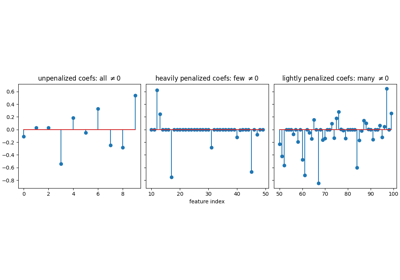 unpenalized coefs: all ≠0
heavily penalized coefs: few ≠0
lightly penalized coefs: many ≠0
0.6
0.4
0.2
0.0
−0.2
−0.4
−0.6
−0.8
0 2 4 6 8
10 20 30 40 50
50 60 70 80 90 100
feature index